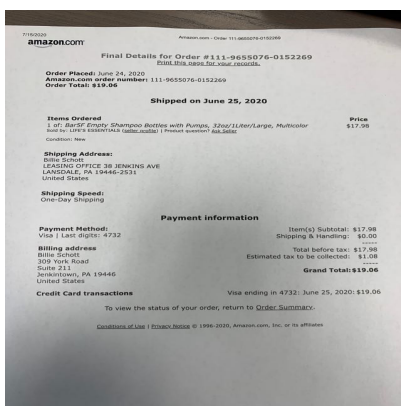 7/15/2020
Amazon.com - Order 111-9655076-0152269
amazon.com
Final Details for Order #111-9655076-0152269
Print this page for your records.
Order Placed: June 24, 2020
Amazon.com order number: 111-9655076-0152269
Order Total: $19.06
Shipped on June 25, 2020
Items Ordered Price
1 of: BarSF Empty Shampoo Bottles with Pumps, 32oz/1Liter/Large, Multicolor $17.98
Sold by: LIFE'S ESSENTIALS (seller profile) | Product question? Ask Seller
Condition: New
Shipping Address:
Billie Schott
LEASING OFFICE 38 JENKINS AVE
LANSDALE, PA 19446-2531
United States
Shipping Speed:
One-Day Shipping
Payment information
Payment Method:
Visa | Last digits: 4732
Billing address
Billie Schott
309 York Road
Suite 211
Jenkintown, PA 19446
United States
Item(s) Subtotal: $17.98
Shipping & Handling: $0.00
-----
Total before tax: $17.98
Estimated tax to be collected: $1.08
-----
Grand Total: $19.06
Credit Card transactions Visa ending in 4732: June 25, 2020: $19.06
To view the status of your order, return to Order Summary.
Conditions of Use | Privacy Notice © 1996-2020, Amazon.com, Inc. or its affiliates